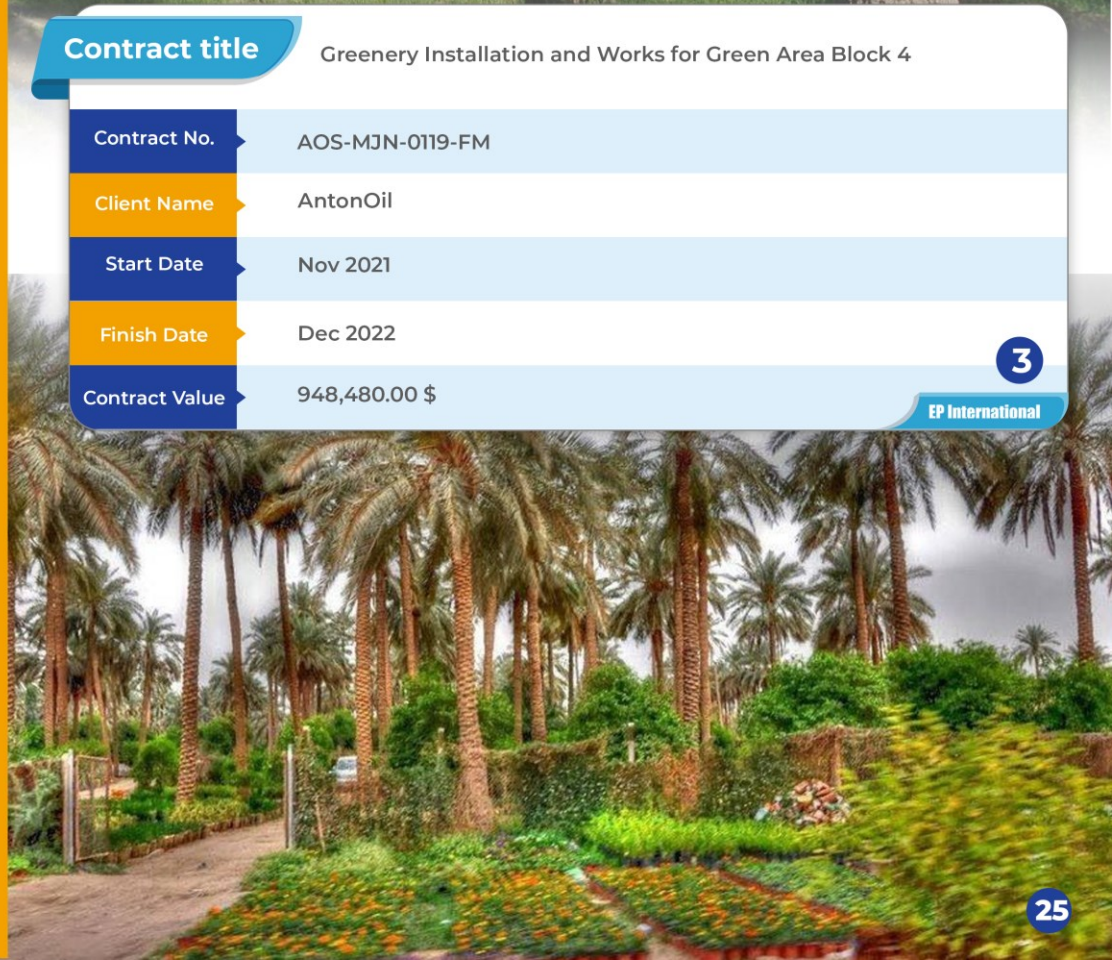 Contract title
Greenery Installation and Works for Green Area Block 4
Contract No.
AOS-MJN-0119-FM
Client Name
AntonOil
Start Date
Nov 2021
Finish Date
Dec 2022
Contract Value
948,480.00 $
3
EP International
25